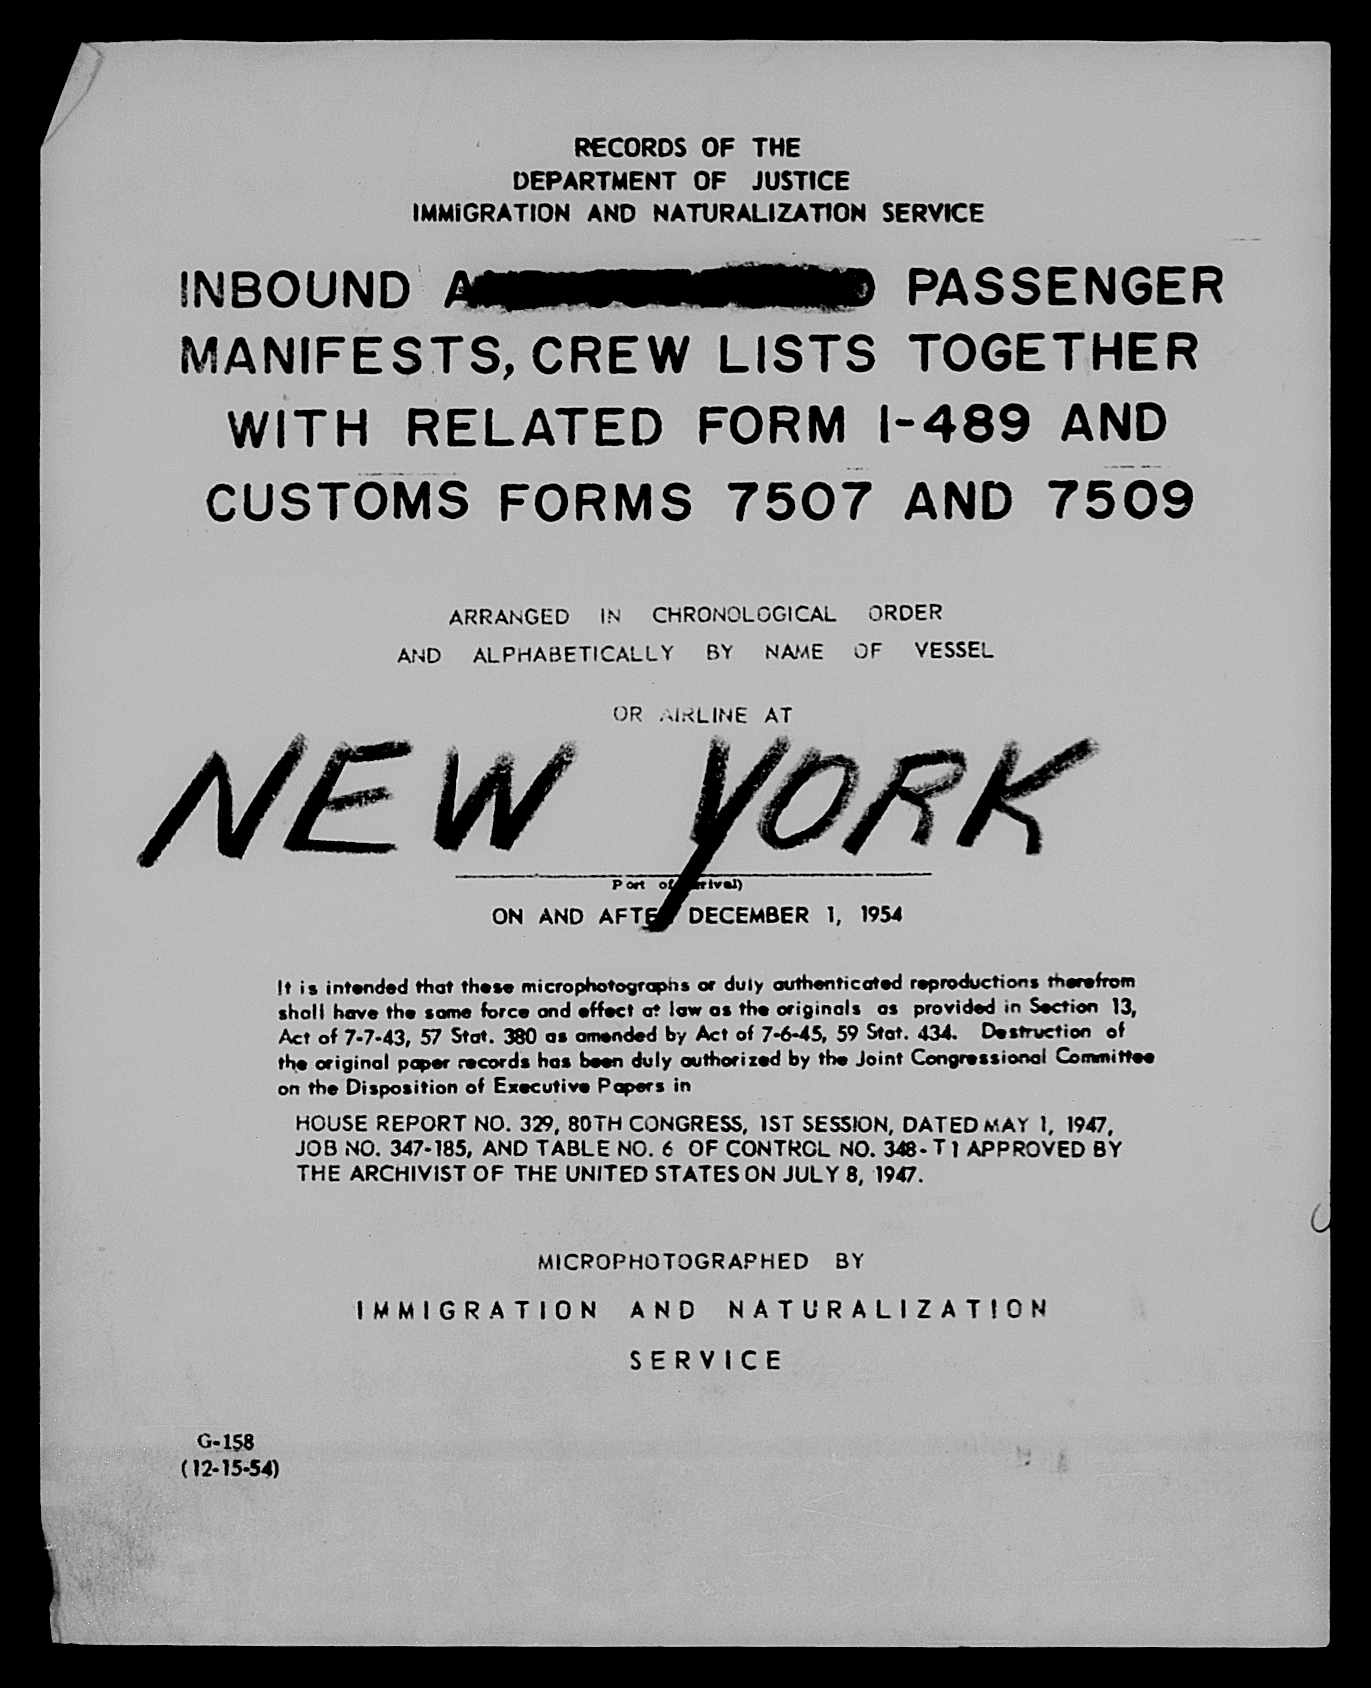 RECORDS OF THE
DEPARTMENT OF JUSTICE
IMMIGRATION AND NATURALIZATION SERVICE
INBOUND PASSENGER
MANIFESTS, CREW LISTS TOGETHER
WITH RELATED FORM I-489 AND
CUSTOMS FORMS 7507 AND 7509
ARRANGED IN CHRONOLOGICAL ORDER
AND ALPHABETICALLY BY NAME OF VESSEL
OR AIRLINE AT
NEW YORK
Port of
ON AND AFTER DECEMBER 1, 1954
It is intended that these microphotographs or duly authenticated reproductions therefrom
shall have the same force and effect at law as the originals as provided in Section 13,
Act of 7-7-43, 57 Stat. 380 as amended by Act of 7-6-45, 59 Stat. 434. Destruction of
the original paper records has been duly authorized by the Joint Congressional Committee
on the Disposition of Executive Papers in
HOUSE REPORT NO. 329, 80TH CONGRESS, 1ST SESSION, DATED MAY 1, 1947,
JOB NO. 347-185, AND TABLE NO. 6 OF CONTROL NO. 348-T1 APPROVED BY
THE ARCHIVIST OF THE UNITED STATES ON JULY 8, 1947.
MICROPHOTOGRAPHED BY
IMMIGRATION AND NATURALIZATION
SERVICE
G-158
(12-15-54)